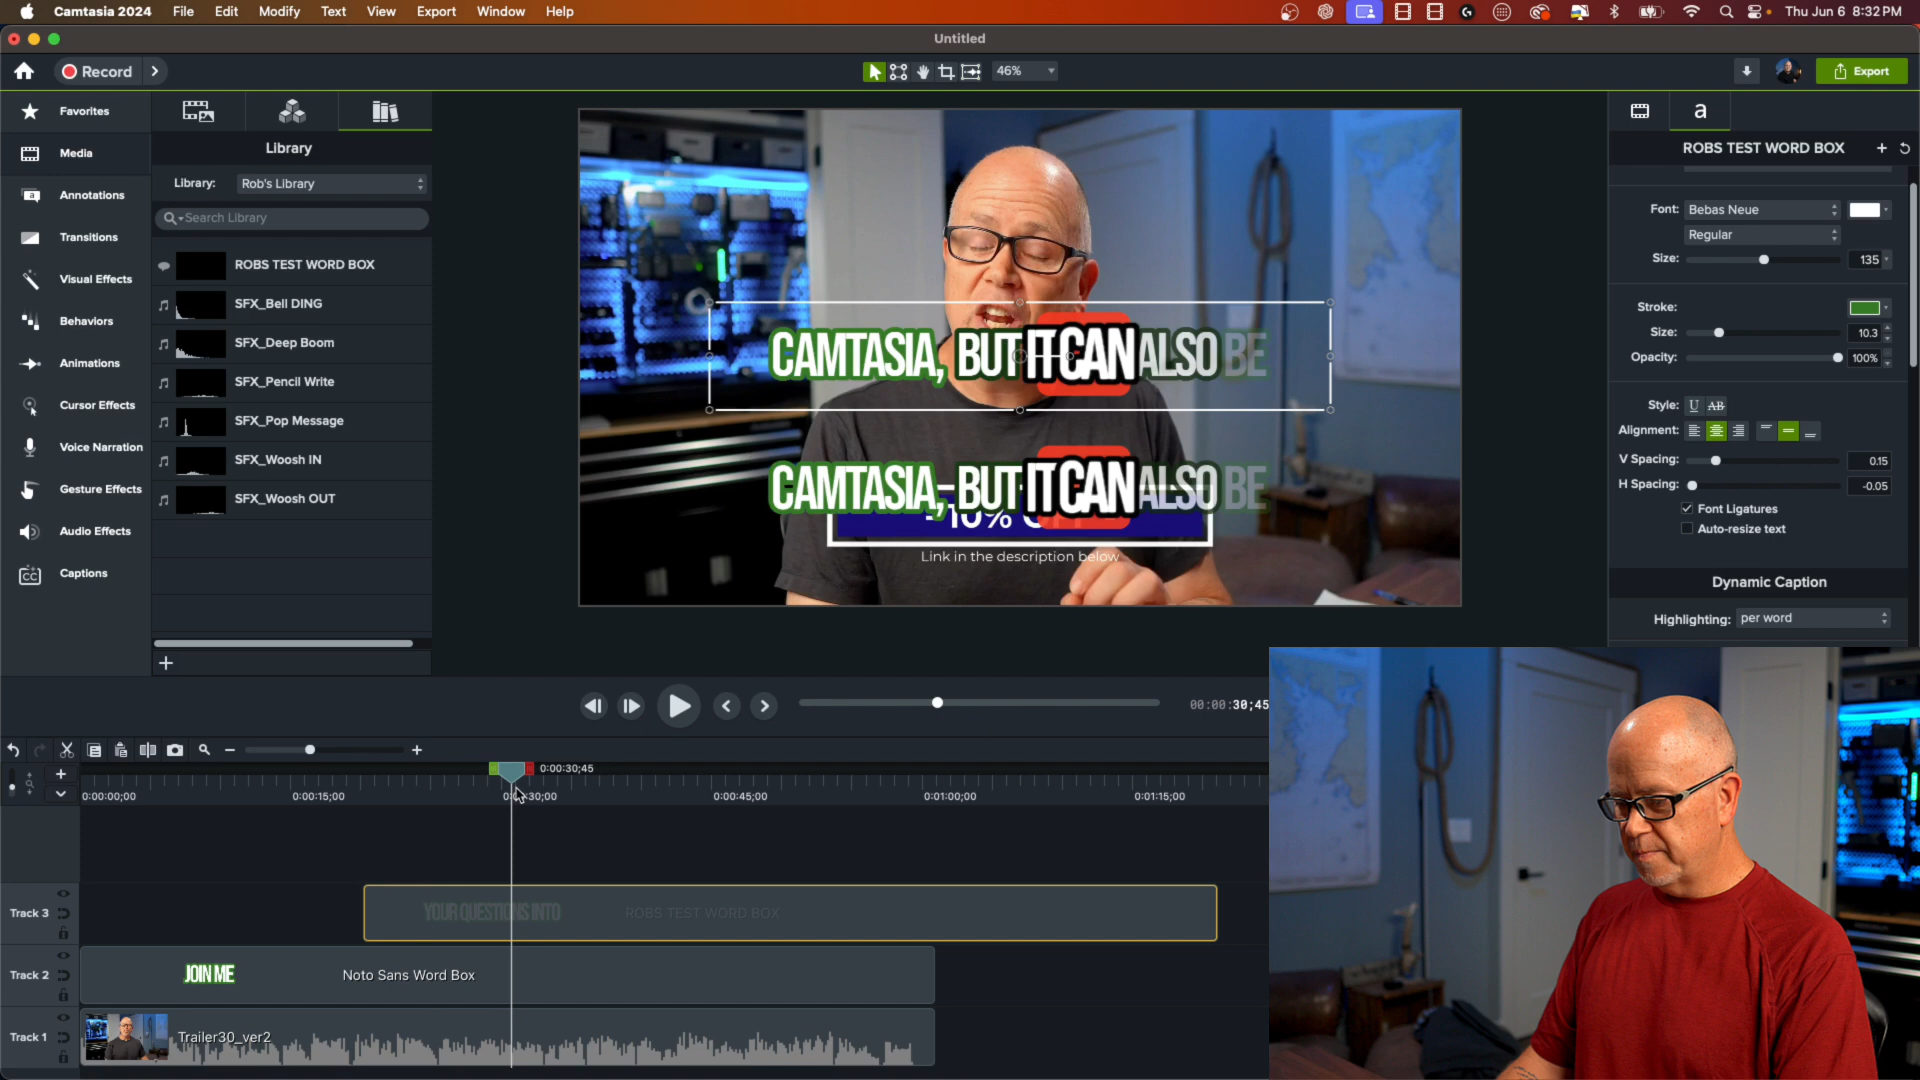 Camtasia 2024 File Edit Modify Text View Export Window Help Thu Jun 6 8:32 PM
Untitled
Record 46% Export
Favorites
Media
Annotations
Transitions
Visual Effects
Behaviors
Animations
Cursor Effects
Voice Narration
Gesture Effects
Audio Effects
Captions
Library
Library: Rob's Library
Search Library
ROBS TEST WORD BOX
SFX_Bell DING
SFX_Deep Boom
SFX_Pencil Write
SFX_Pop Message
SFX_Woosh IN
SFX_Woosh OUT
CAMTASIA, BUT IT CAN ALSO BE
CAMTASIA, BUT IT CAN ALSO BE
Link in the description below
ROBS TEST WORD BOX
Font: Bebas Neue
Regular
Size: 135
Stroke:
Size: 10.3
Opacity: 100%
Style: U AB
Alignment:
V Spacing: 0.15
H Spacing: -0.05
Font Ligatures
Auto-resize text
Dynamic Caption
Highlighting: per word
00:00:30;45
0:00:30;45
0:00:00;00 0:00:15;00 0:00:30;00 0:00:45;00 0:01:00;00 0:01:15;00
Track 3 YOUR QUESTIONS INTO ROBS TEST WORD BOX
Track 2 JOIN ME Noto Sans Word Box
Track 1 Trailer30_ver2